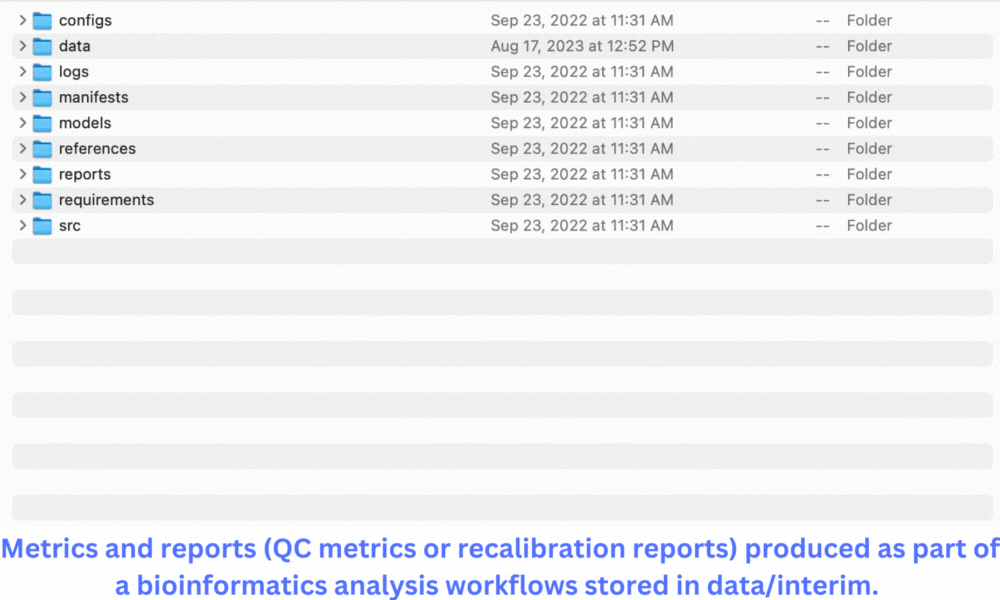 configs Sep 23, 2022 at 11:31 AM -- Folder
data Aug 17, 2023 at 12:52 PM -- Folder
logs Sep 23, 2022 at 11:31 AM -- Folder
manifests Sep 23, 2022 at 11:31 AM -- Folder
models Sep 23, 2022 at 11:31 AM -- Folder
references Sep 23, 2022 at 11:31 AM -- Folder
reports Sep 23, 2022 at 11:31 AM -- Folder
requirements Sep 23, 2022 at 11:31 AM -- Folder
src Sep 23, 2022 at 11:31 AM -- Folder
Metrics and reports (QC metrics or recalibration reports) produced as part of
a bioinformatics analysis workflows stored in data/interim.